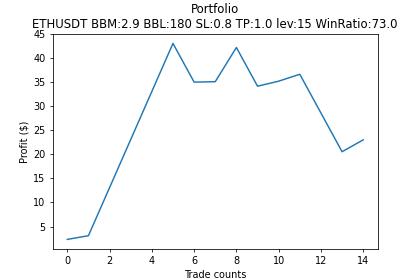 Portfolio
ETHUSDT BBM:2.9 BBL:180 SL:0.8 TP:1.0 lev:15 WinRatio:73.0
45
40
35
30
25
20
15
10
5
Profit ($)
0 2 4 6 8 10 12 14
Trade counts